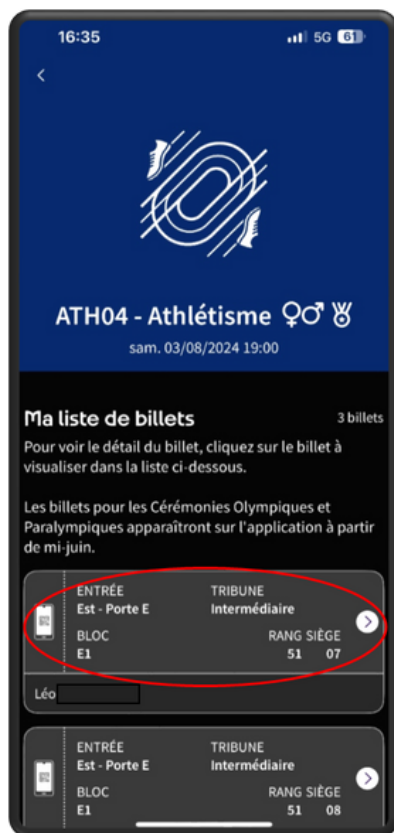 16:35 5G 61
ATH04 - Athlétisme
sam. 03/08/2024 19:00
Ma liste de billets 3 billets
Pour voir le détail du billet, cliquez sur le billet à
visualiser dans la liste ci-dessous.
Les billets pour les Cérémonies Olympiques et
Paralympiques apparaîtront sur l'application à partir
de mi-juin.
ENTRÉE TRIBUNE
Est - Porte E Intermédiaire
BLOC RANG SIÈGE
E1 51 07
Léo
ENTRÉE TRIBUNE
Est - Porte E Intermédiaire
BLOC RANG SIÈGE
E1 51 08